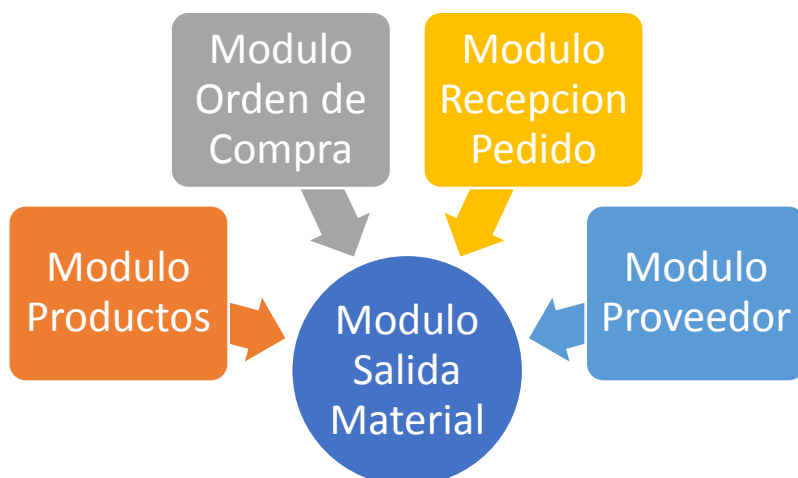 Modulo
Orden de
Compra
Modulo
Recepcion
Pedido
Modulo
Productos
Modulo
Proveedor
Modulo
Salida
Material